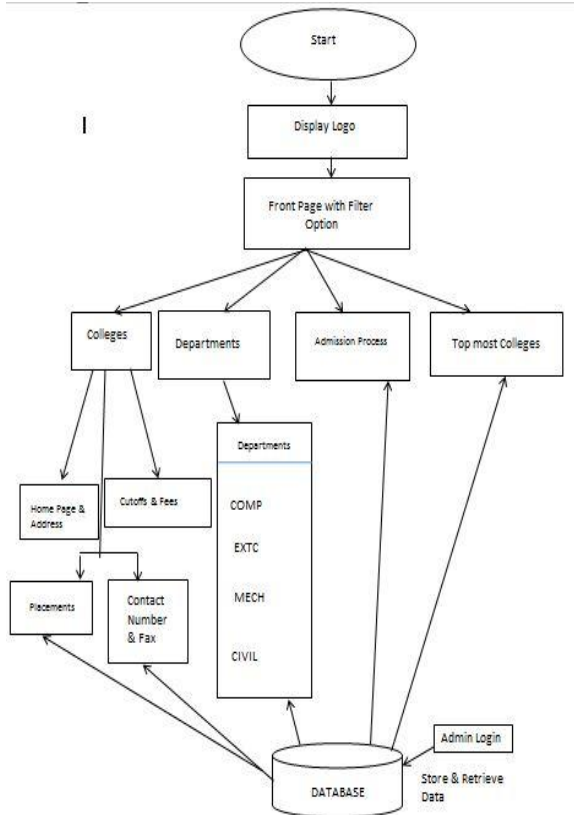 Start
Display Logo
Front Page with Filter
Option
Colleges
Departments
Admission Process
Top most Colleges
Departments
Home Page &
Address
Cutoffs & Fees
COMP
EXTC
MECH
CIVIL
Placements
Contact
Number
& Fax
Admin Login
DATABASE
Store & Retrieve
Data